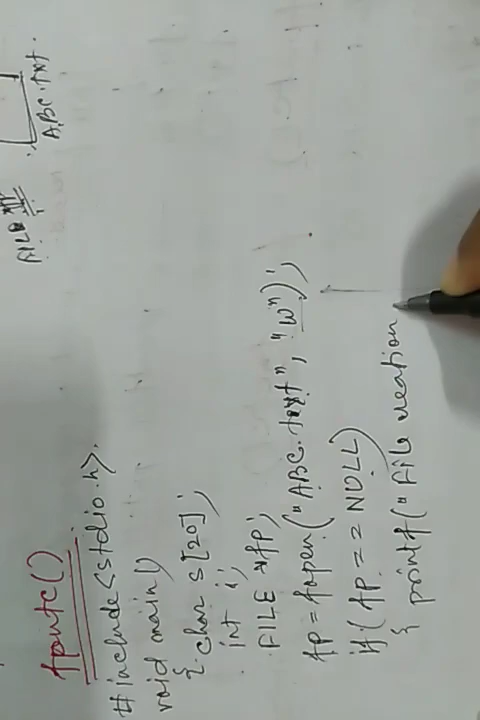 fputc()
#include<stdio.h>.
void main()
{ char s[20];
int i;
FILE *fp;
fp = fopen("ABC.text", "w");
if(fp == NULL)
{ printf("File creation
FILE
ABC.txt.